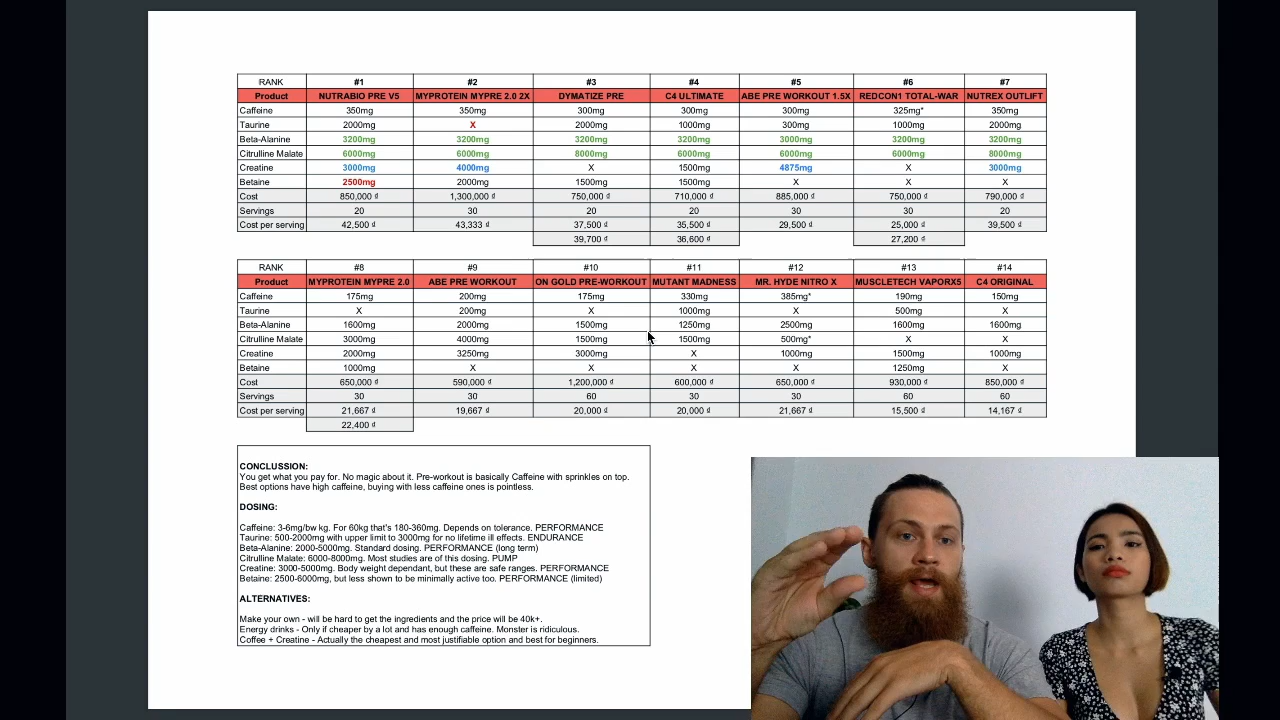 RANK #1 #2 #3 #4 #5 #6 #7
Product NUTRABIO PRE V5 MYPROTEIN MYPRE 2.0 2X DYMATIZE PRE C4 ULTIMATE ABE PRE WORKOUT 1.5X REDCON1 TOTAL-WAR NUTREX OUTLIFT
Caffeine 350mg 350mg 300mg 300mg 300mg 325mg* 350mg
Taurine 2000mg X 2000mg 1000mg 300mg 1000mg 2000mg
Beta-Alanine 3200mg 3200mg 3200mg 3200mg 3000mg 3200mg 3200mg
Citrulline Malate 6000mg 6000mg 8000mg 6000mg 6000mg 6000mg 8000mg
Creatine 3000mg 4000mg X 1500mg 4875mg X 3000mg
Betaine 2500mg 2000mg 1500mg 1500mg X X X
Cost 850,000 ₫ 1,300,000 ₫ 750,000 ₫ 710,000 ₫ 885,000 ₫ 750,000 ₫ 790,000 ₫
Servings 20 30 20 20 30 30 20
Cost per serving 42,500 ₫ 43,333 ₫ 37,500 ₫ 35,500 ₫ 29,500 ₫ 25,000 ₫ 39,500 ₫
39,700 ₫ 36,600 ₫ 27,200 ₫
RANK #8 #9 #10 #11 #12 #13 #14
Product MYPROTEIN MYPRE 2.0 ABE PRE WORKOUT ON GOLD PRE-WORKOUT MUTANT MADNESS MR. HYDE NITRO X MUSCLETECH VAPORX5 C4 ORIGINAL
Caffeine 175mg 200mg 175mg 330mg 385mg* 190mg 150mg
Taurine X 200mg X 1000mg X 500mg X
Beta-Alanine 1600mg 2000mg 1500mg 1250mg 2500mg 1600mg 1600mg
Citrulline Malate 3000mg 4000mg 1500mg 1500mg 500mg* X X
Creatine 2000mg 3250mg 3000mg X 1000mg 1500mg 1000mg
Betaine 1000mg X X X X 1250mg X
Cost 650,000 ₫ 590,000 ₫ 1,200,000 ₫ 600,000 ₫ 650,000 ₫ 930,000 ₫ 850,000 ₫
Servings 30 30 60 30 30 60 60
Cost per serving 21,667 ₫ 19,667 ₫ 20,000 ₫ 20,000 ₫ 21,667 ₫ 15,500 ₫ 14,167 ₫
22,400 ₫
CONCLUSSION:
You get what you pay for. No magic about it. Pre-workout is basically Caffeine with sprinkles on top.
Best options have high caffeine, buying with less caffeine ones is pointless.
DOSING:
Caffeine: 3-6mg/bw kg. For 60kg that's 180-360mg. Depends on tolerance. PERFORMANCE
Taurine: 500-2000mg with upper limit to 3000mg for no lifetime ill effects. ENDURANCE
Beta-Alanine: 2000-5000mg. Standard dosing. PERFORMANCE (long term)
Citrulline Malate: 6000-8000mg. Most studies are of this dosing. PUMP
Creatine: 3000-5000mg. Body weight dependant, but these are safe ranges. PERFORMANCE
Betaine: 2500-6000mg, but less shown to be minimally active too. PERFORMANCE (limited)
ALTERNATIVES:
Make your own - will be hard to get the ingredients and the price will be 40k+.
Energy drinks - Only if cheaper by a lot and has enough caffeine. Monster is ridiculous.
Coffee + Creatine - Actually the cheapest and most justifiable option and best for beginners.